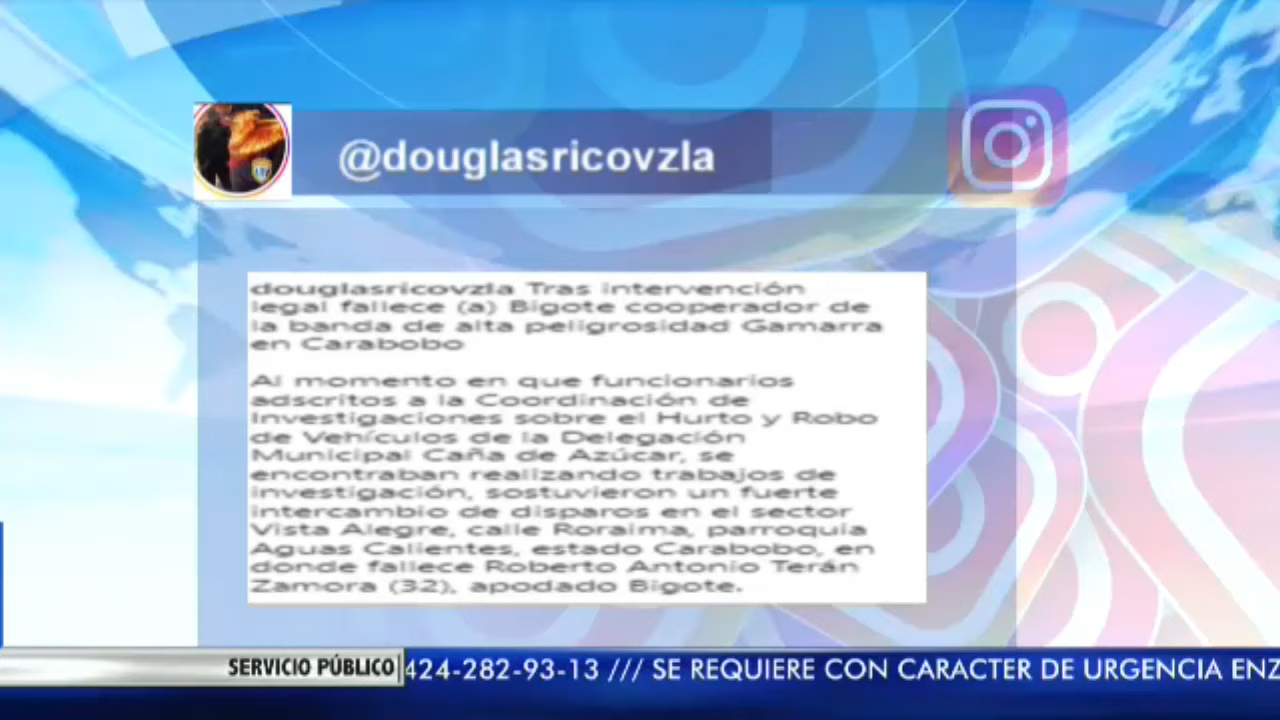 @douglasricovzla
douglasricovzla Tras intervención
legal fallece (a) Bigote cooperador de
la banda de alta peligrosidad Gamarra
en Carabobo
Al momento en que funcionarios
adscritos a la Coordinación de
Investigaciones sobre el Hurto y Robo
de Vehículos de la Delegación
Municipal Caña de Azúcar, se
encontraban realizando trabajos de
investigación, sostuvieron un fuerte
intercambio de disparos en el sector
Vista Alegre, calle Roraima, parroquia
Aguas Calientes, estado Carabobo, en
donde fallece Roberto Antonio Terán
Zamora (32), apodado Bigote.
SERVICIO PÚBLICO 424-282-93-13 /// SE REQUIERE CON CARACTER DE URGENCIA ENZ